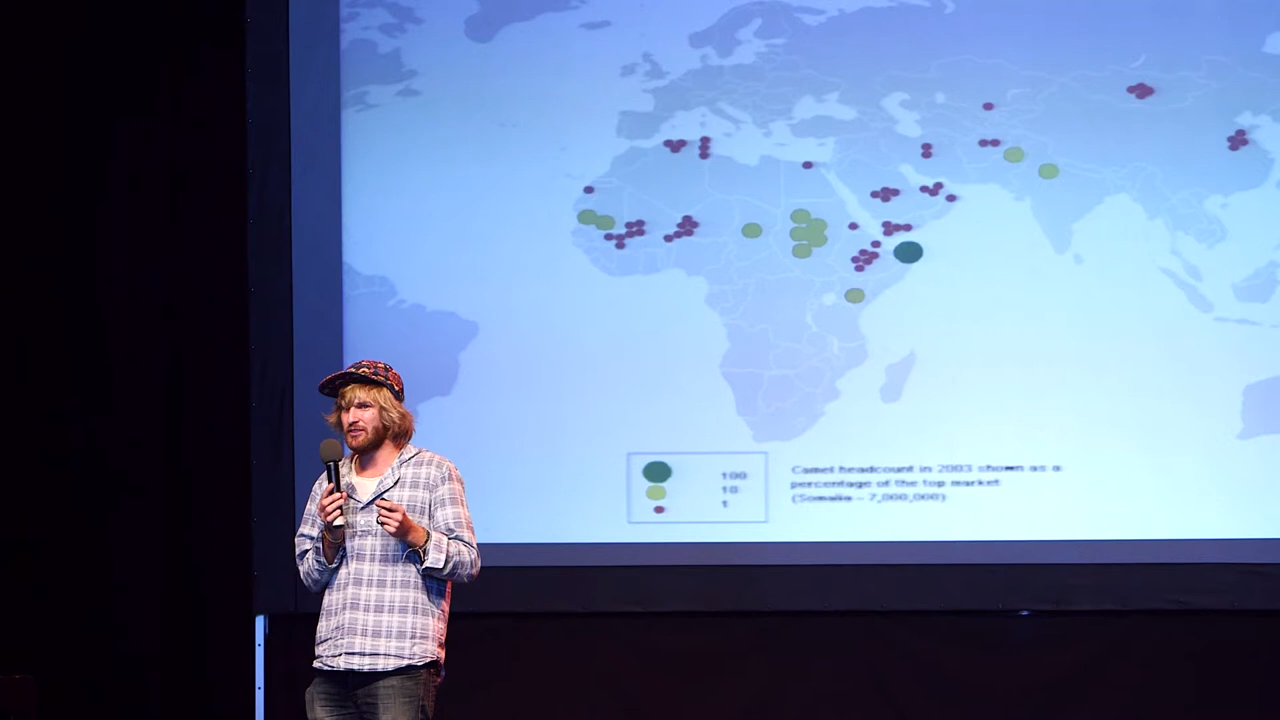 100
10
1
Camel headcount in 2003 shown as a
percentage of the top market
(Somalia – 7,000,000)